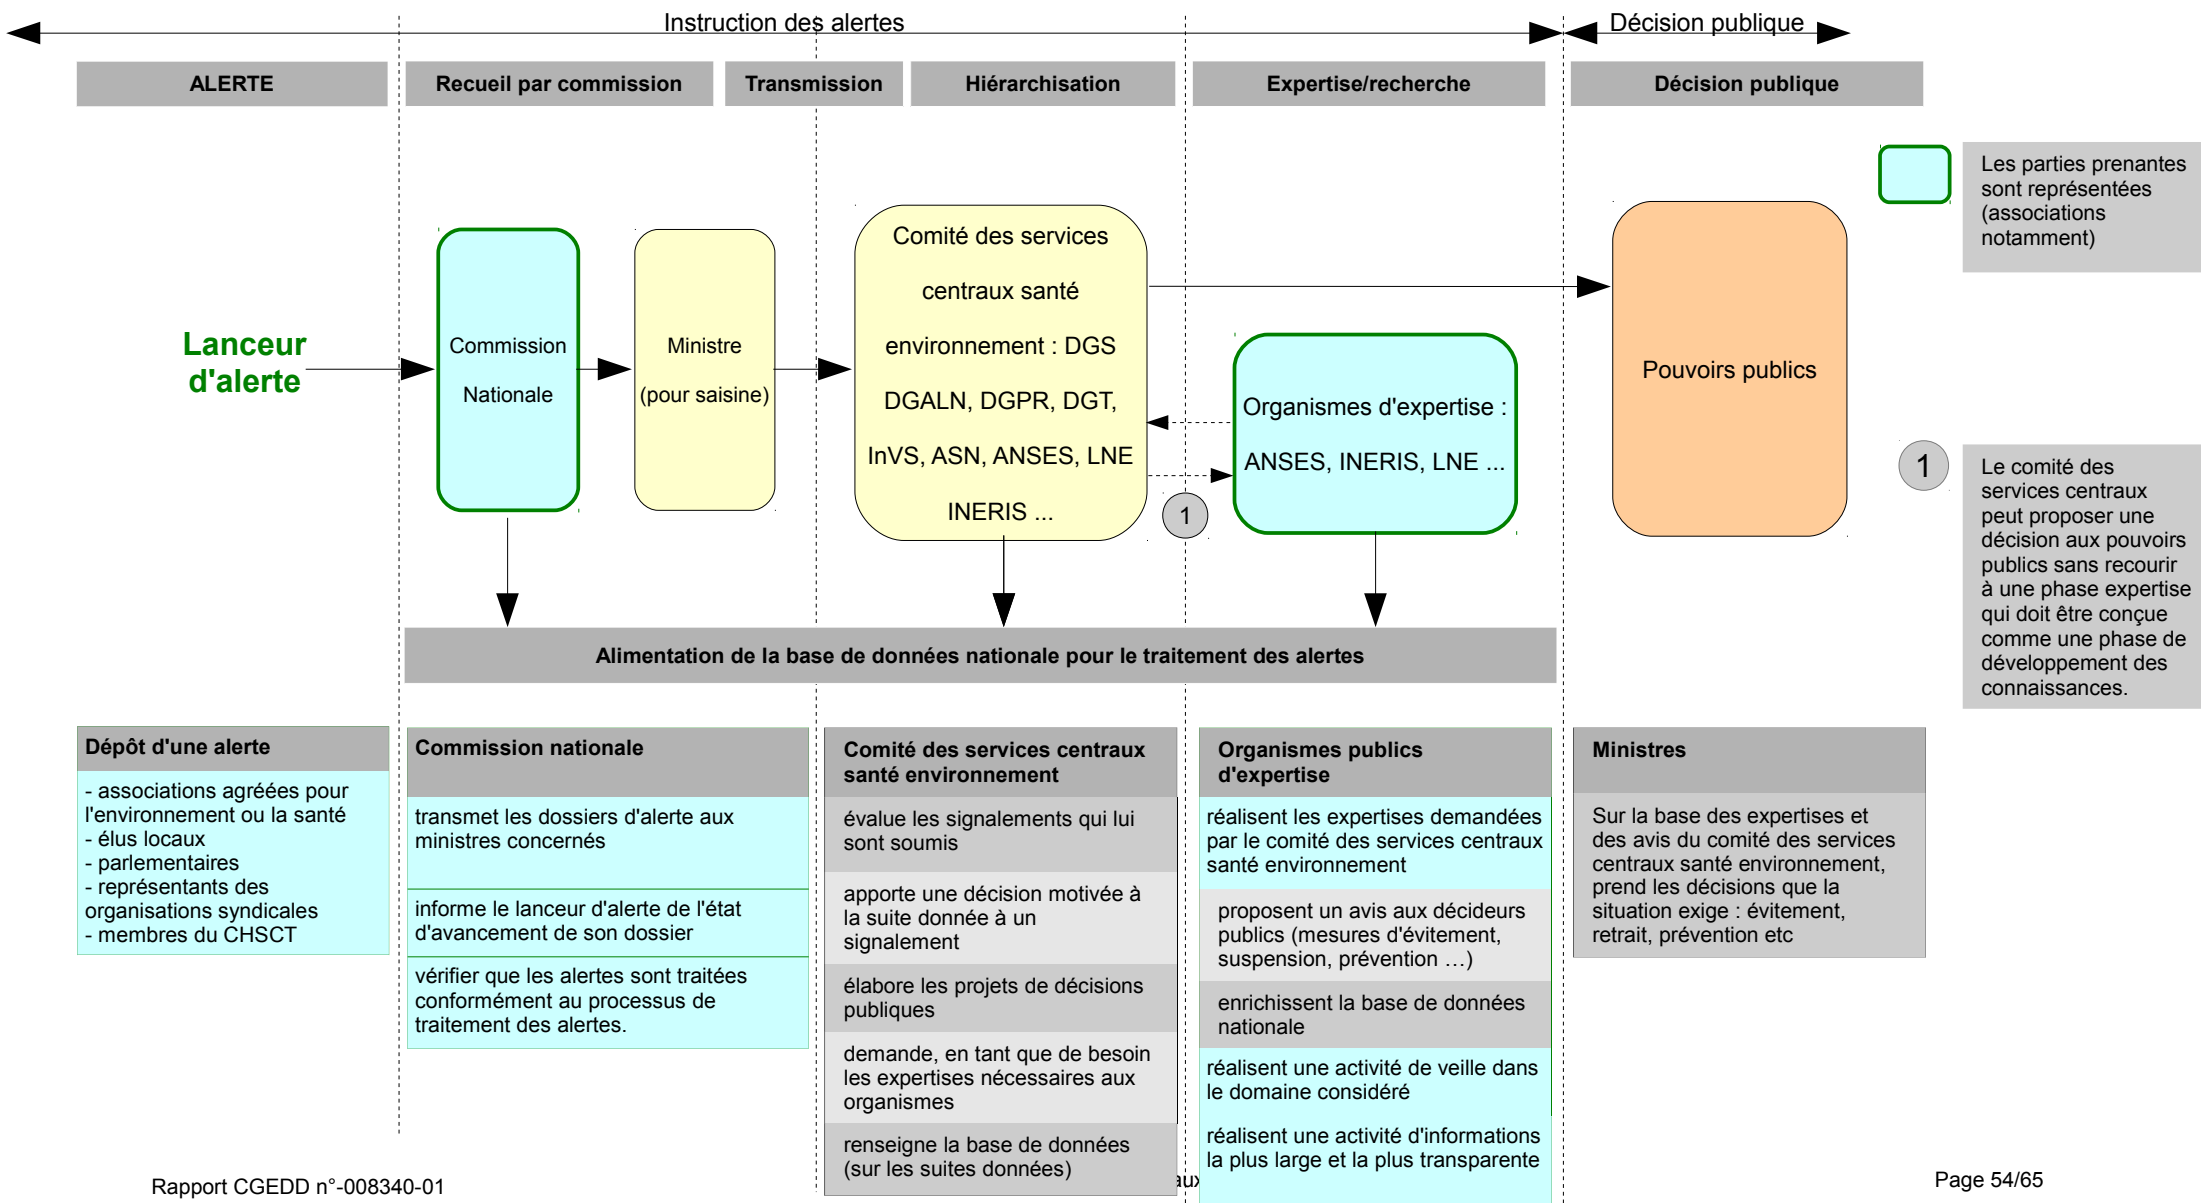 Instruction des alertes
Décision publique
ALERTE
Recueil par commission
Transmission
Hiérarchisation
Expertise/recherche
Décision publique
Lanceur
d'alerte
Commission
Nationale
Ministre
(pour saisine)
Comité des services
centraux santé
environnement : DGS
DGALN, DGPR, DGT,
InVS, ASN, ANSES, LNE
INERIS ...
1
Organismes d'expertise :
ANSES, INERIS, LNE ...
Pouvoirs publics
Les parties prenantes
sont représentées
(associations
notamment)
1
Le comité des
services centraux
peut proposer une
décision aux pouvoirs
publics sans recourir
à une phase expertise
qui doit être conçue
comme une phase de
développement des
connaissances.
Alimentation de la base de données nationale pour le traitement des alertes
Dépôt d'une alerte
- associations agréées pour
l'environnement ou la santé
- élus locaux
- parlementaires
- représentants des
organisations syndicales
- membres du CHSCT
Commission nationale
transmet les dossiers d'alerte aux
ministres concernés
informe le lanceur d'alerte de l'état
d'avancement de son dossier
vérifier que les alertes sont traitées
conformément au processus de
traitement des alertes.
Comité des services centraux
santé environnement
évalue les signalements qui lui
sont soumis
apporte une décision motivée à
la suite donnée à un
signalement
élabore les projets de décisions
publiques
demande, en tant que de besoin
les expertises nécessaires aux
organismes
renseigne la base de données
(sur les suites données)
Organismes publics
d'expertise
réalisent les expertises demandées
par le comité des services centraux
santé environnement
proposent un avis aux décideurs
publics (mesures d'évitement,
suspension, prévention …)
enrichissent la base de données
nationale
réalisent une activité de veille dans
le domaine considéré
réalisent une activité d'informations
la plus large et la plus transparente
Ministres
Sur la base des expertises et
des avis du comité des services
centraux santé environnement,
prend les décisions que la
situation exige : évitement,
retrait, prévention etc
Rapport CGEDD n°-008340-01
Page 54/65